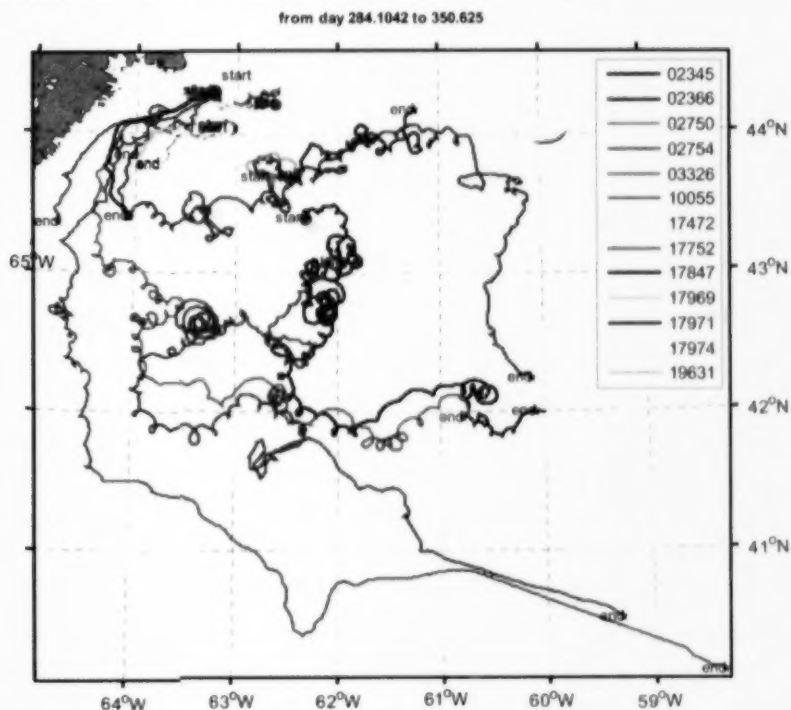 from day 284.1042 to 350.625
start
start
start
start
start
end
end
end
end
end
end
end
end
end
end
02345
02366
02750
02754
03326
10055
17472
17752
17847
17969
17971
17974
19631
44°N
43°N
42°N
41°N
65°W
64°W
63°W
62°W
61°W
60°W
59°W